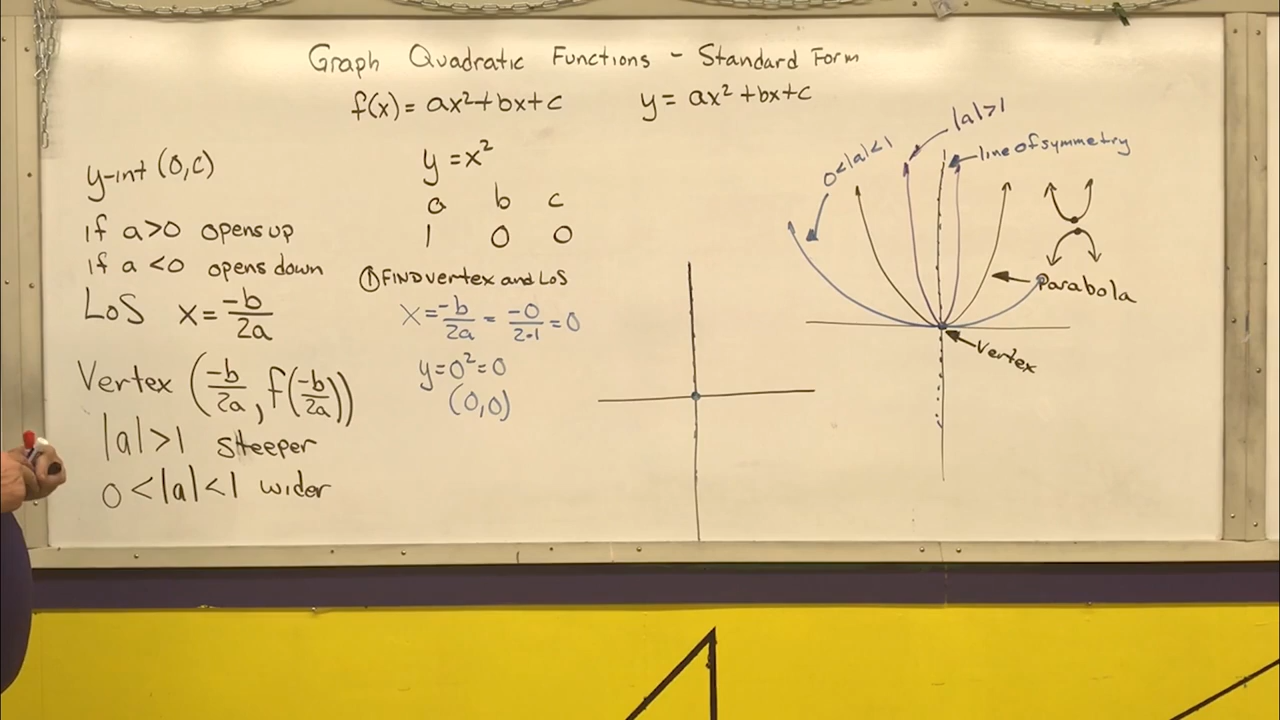 Graph Quadratic Functions - Standard Form
f(x) = ax²+bx+c y = ax²+bx+c
y-int (0,c)
if a>0 opens up
if a<0 opens down
LoS x = -b/2a
Vertex (-b/2a, f(-b/2a))
|a|>1 steeper
0<|a|<1 wider
y=x²
a b c
1 0 0
① FIND vertex and LoS
x = -b/2a = -0/2·1 = 0
y=0²=0
(0,0)
0<|a|<1
|a|>1
line of symmetry
Parabola
Vertex